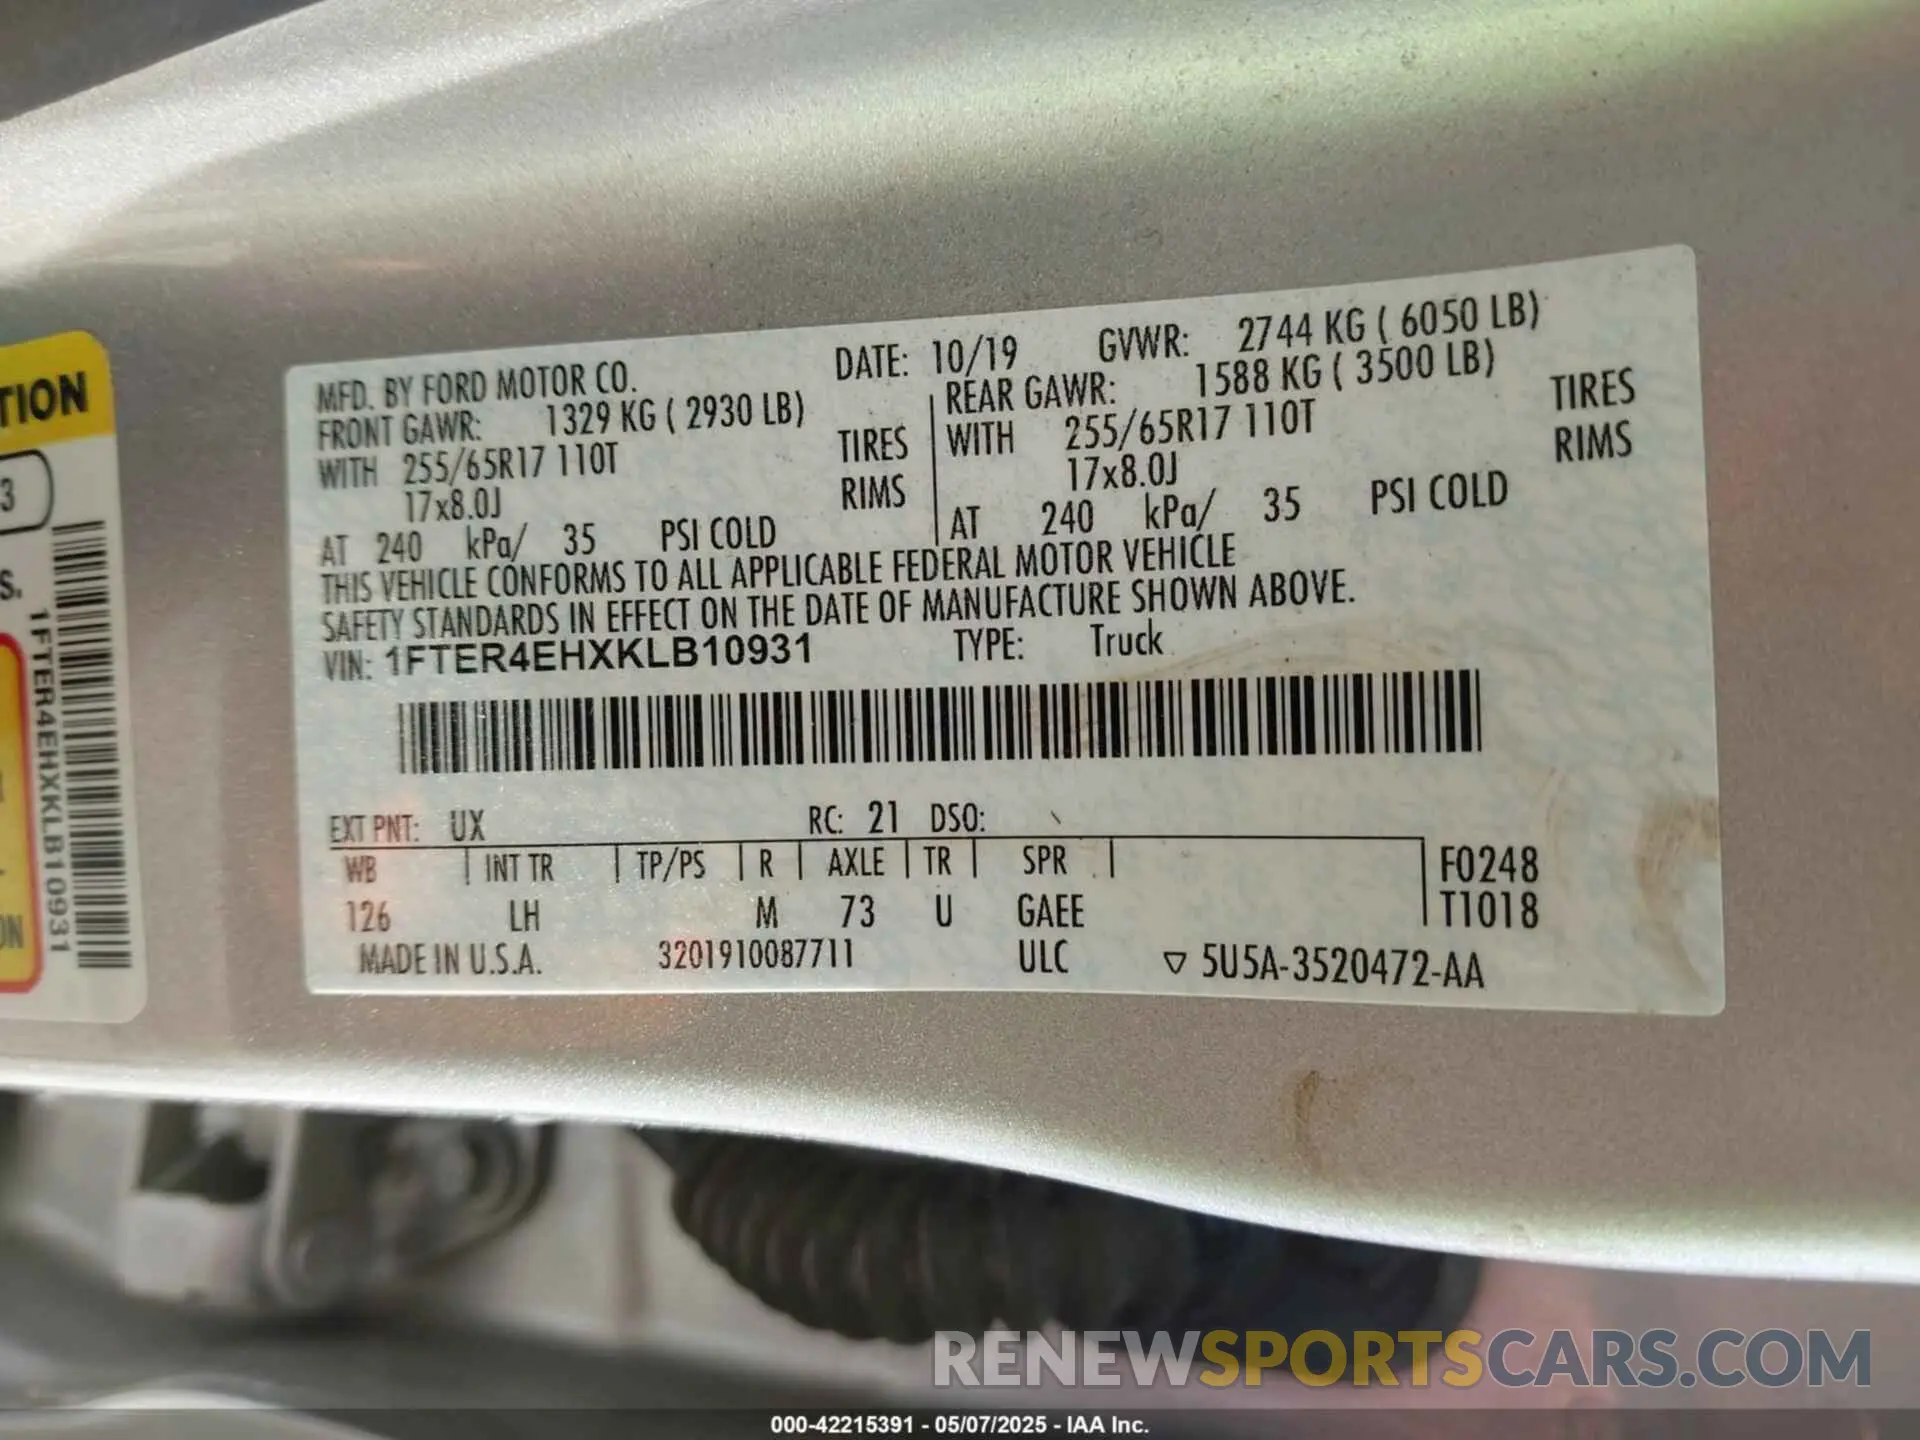 TION
3
S.
1FTER4EHXKLB10931
ON
MFD. BY FORD MOTOR CO. DATE: 10/19 GVWR: 2744 KG ( 6050 LB)
FRONT GAWR: 1329 KG ( 2930 LB) REAR GAWR: 1588 KG ( 3500 LB)
WITH 255/65R17 110T TIRES WITH 255/65R17 110T TIRES
17x8.0J RIMS 17x8.0J RIMS
AT 240 kPa/ 35 PSI COLD AT 240 kPa/ 35 PSI COLD
THIS VEHICLE CONFORMS TO ALL APPLICABLE FEDERAL MOTOR VEHICLE
SAFETY STANDARDS IN EFFECT ON THE DATE OF MANUFACTURE SHOWN ABOVE.
VIN: 1FTER4EHXKLB10931 TYPE: Truck
EXT PNT: UX RC: 21 DSO:
WB INT TR TP/PS R AXLE TR SPR F0248
126 LH M 73 U GAEE T1018
MADE IN U.S.A. 3201910087711 ULC ▽ 5U5A-3520472-AA
RENEWSPORTSCARS.COM
000-42215391 - 05/07/2025 - IAA Inc.